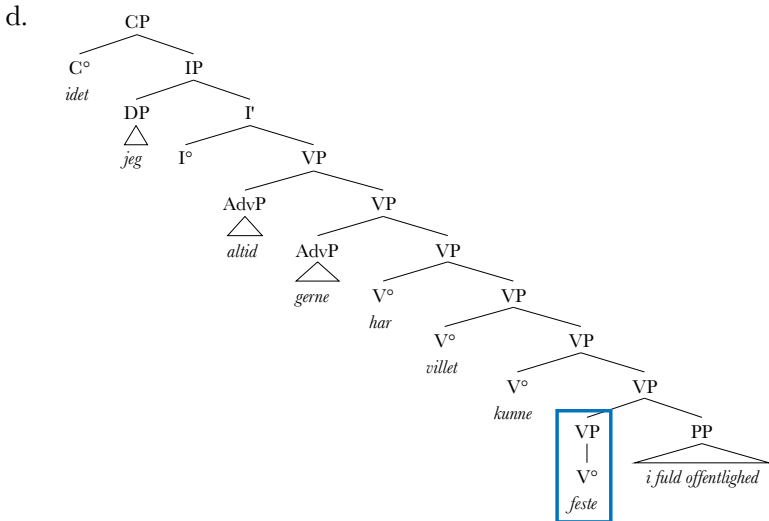 d.
CP
C° IP
idet
DP I'
jeg I° VP
AdvP VP
altid AdvP VP
gerne V° VP
har
V° VP
villet
V° VP
kunne
VP PP
V° i fuld offentlighed
feste